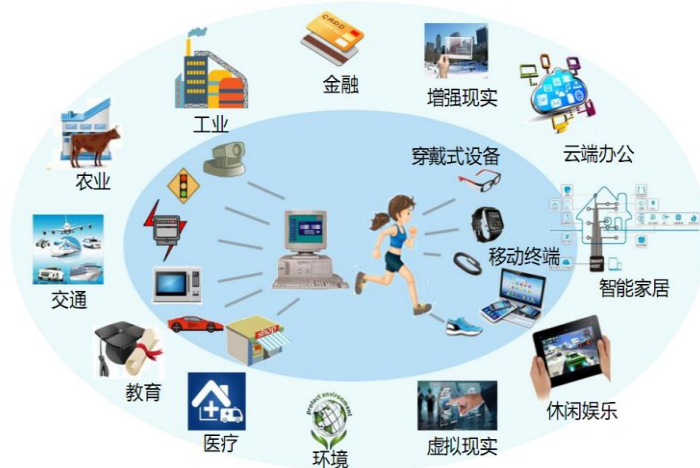 金融
增强现实
工业
云端办公
穿戴式设备
农业
移动终端
智能家居
交通
教育
休闲娱乐
医疗
protect environment
环境
虚拟现实